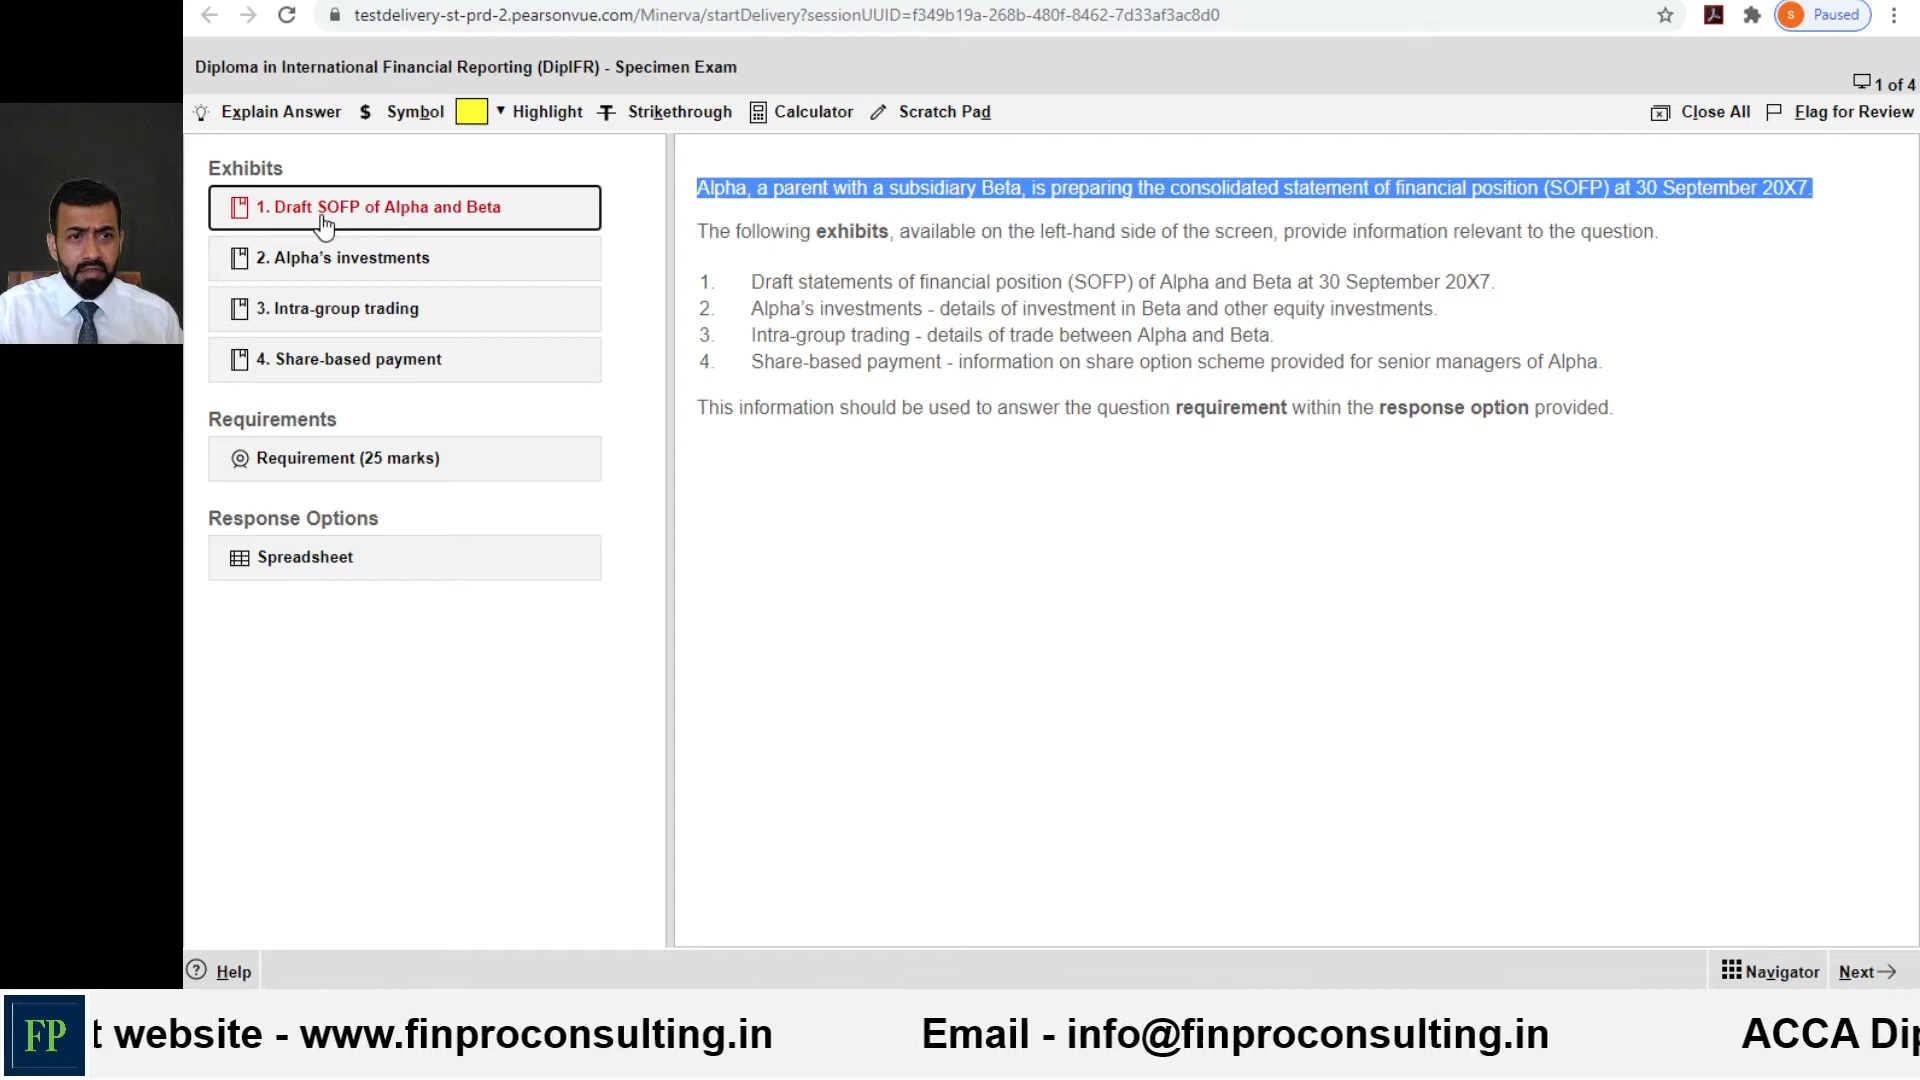 testdelivery-st-prd-2.pearsonvue.com/Minerva/startDelivery?sessionUUID=f349b19a-268b-480f-8462-7d33af3ac8d0
S Paused
Diploma in International Financial Reporting (DipIFR) - Specimen Exam
1 of 4
Explain Answer $ Symbol Highlight Strikethrough Calculator Scratch Pad Close All Flag for Review
Exhibits
1. Draft SOFP of Alpha and Beta
2. Alpha's investments
3. Intra-group trading
4. Share-based payment
Requirements
Requirement (25 marks)
Response Options
Spreadsheet
Alpha, a parent with a subsidiary Beta, is preparing the consolidated statement of financial position (SOFP) at 30 September 20X7.
The following exhibits, available on the left-hand side of the screen, provide information relevant to the question.
1. Draft statements of financial position (SOFP) of Alpha and Beta at 30 September 20X7.
2. Alpha's investments - details of investment in Beta and other equity investments.
3. Intra-group trading - details of trade between Alpha and Beta.
4. Share-based payment - information on share option scheme provided for senior managers of Alpha.
This information should be used to answer the question requirement within the response option provided.
Help Navigator Next
FP t website - www.finproconsulting.in Email - info@finproconsulting.in ACCA Dip